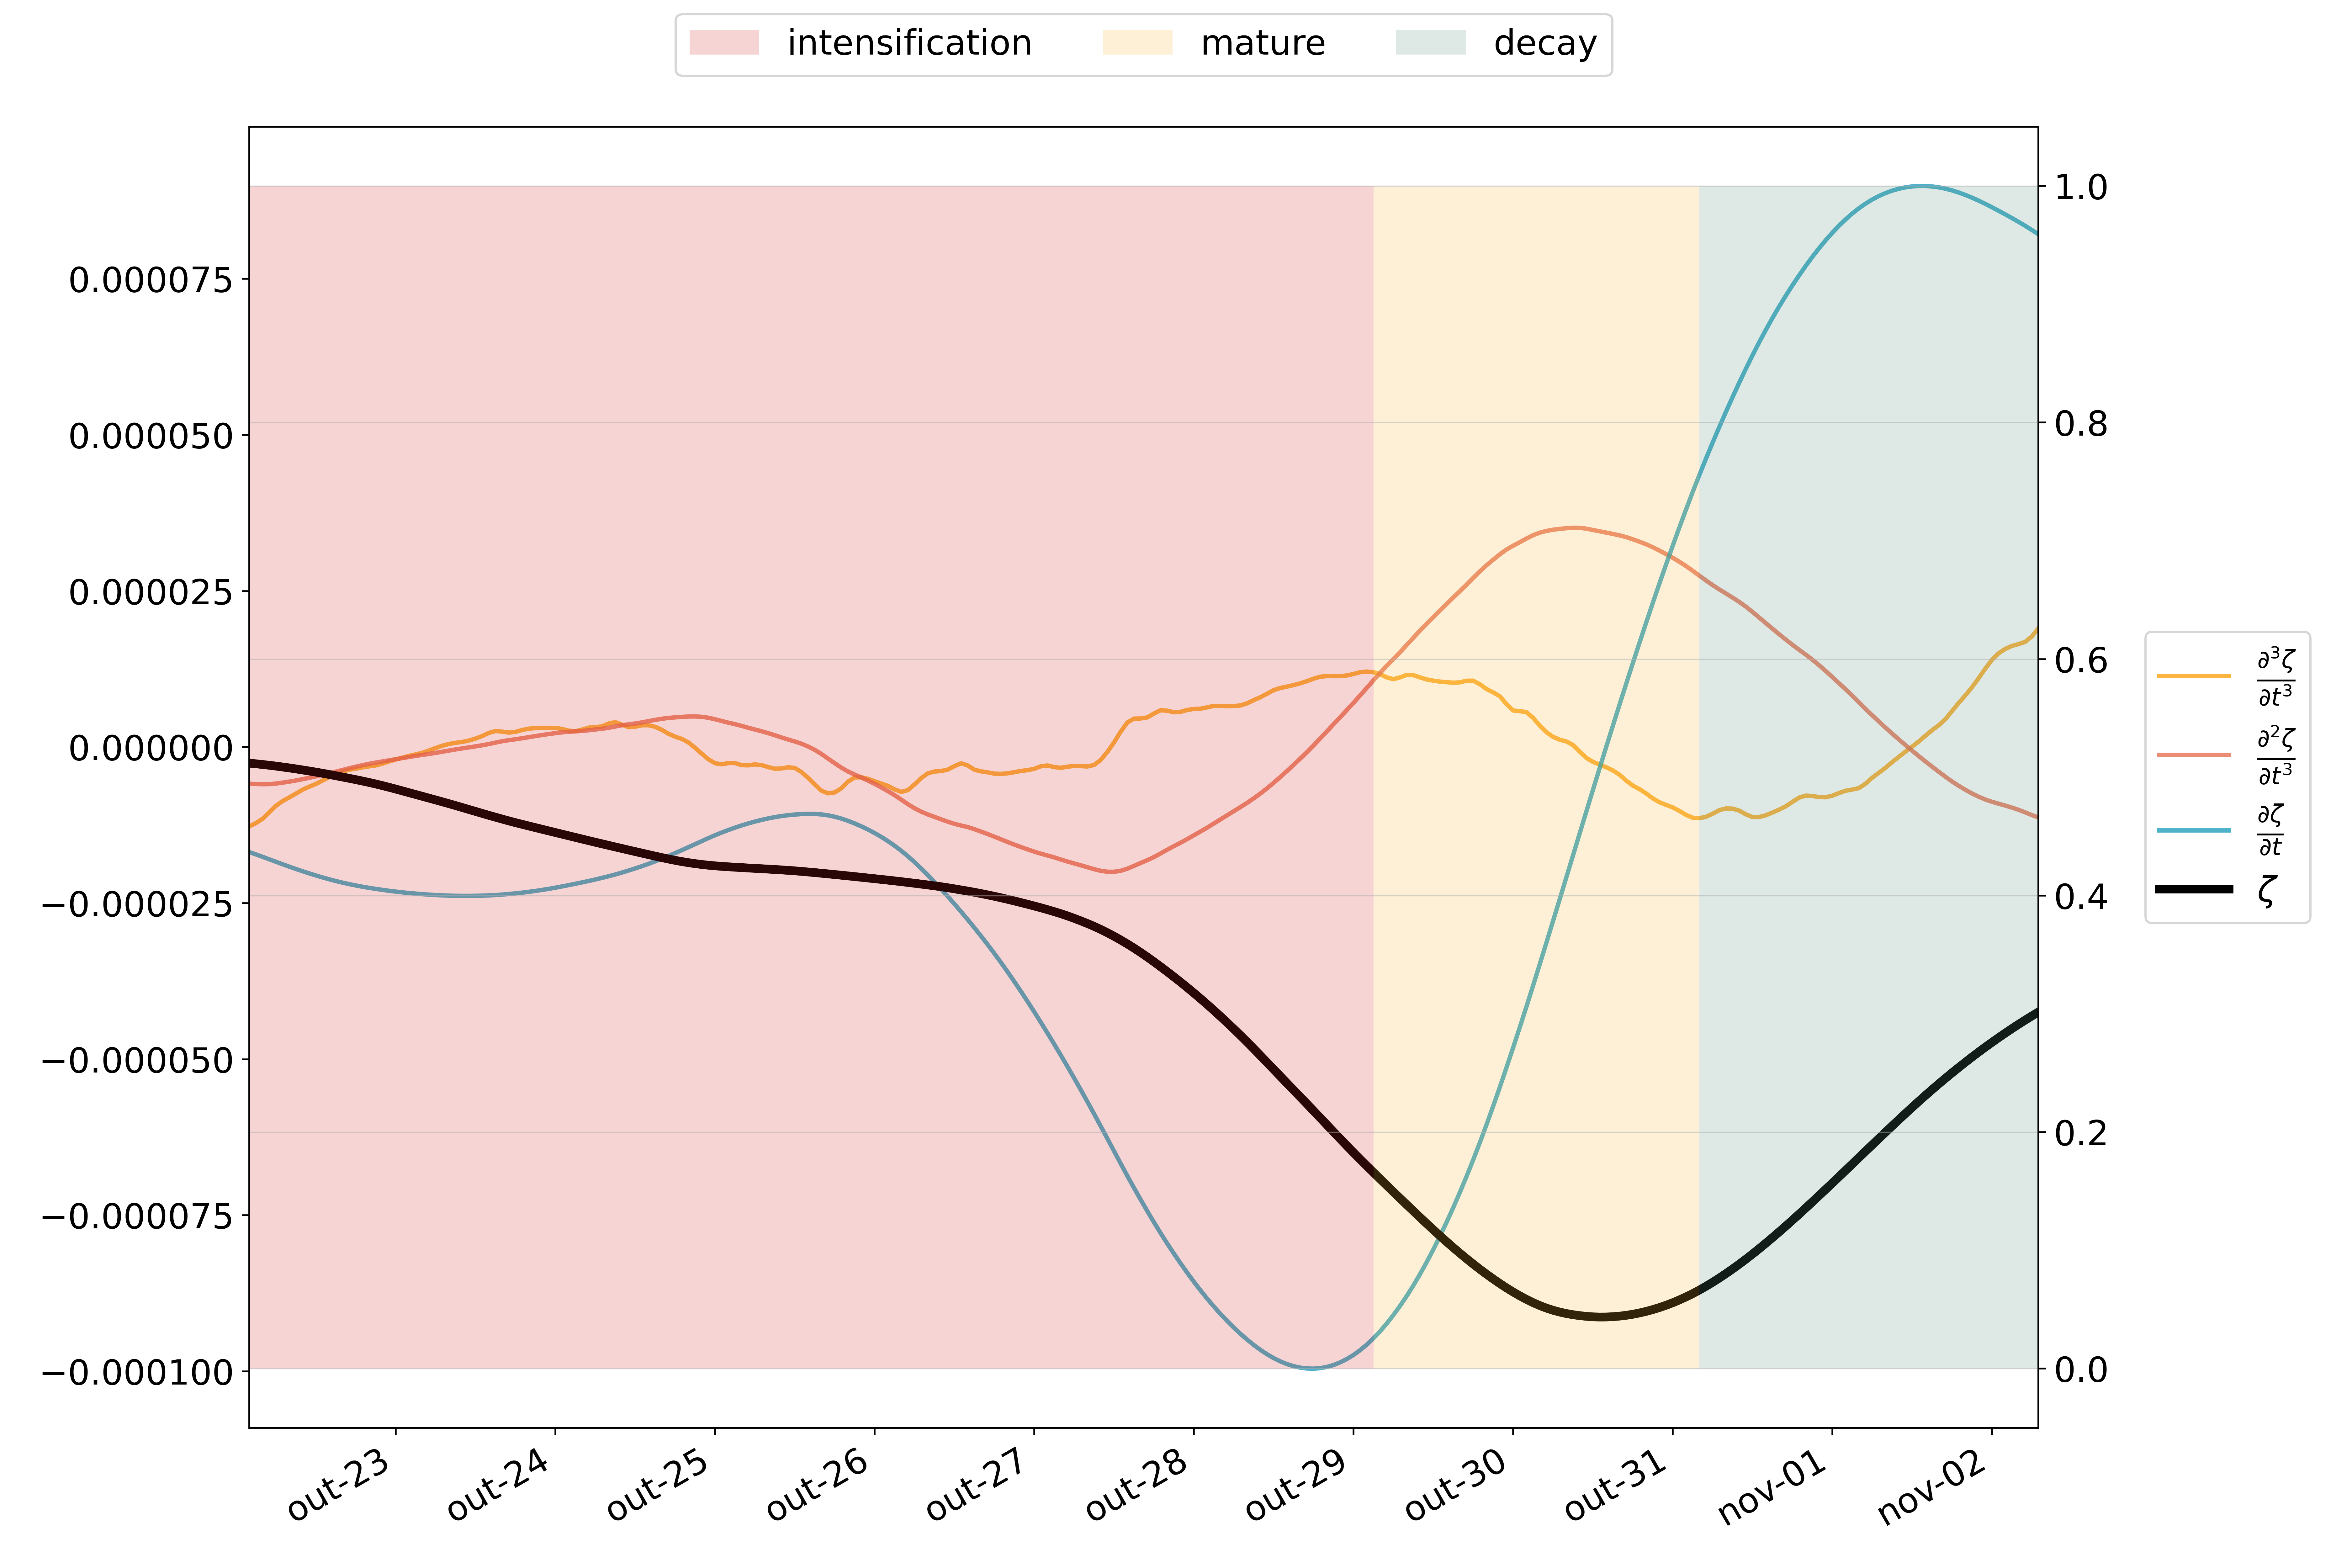 intensification mature decay
0.000075
0.000050
0.000025
0.000000
−0.000025
−0.000050
−0.000075
−0.000100
1.0
0.8
0.6
0.4
0.2
0.0
out-23 out-24 out-25 out-26 out-27 out-28 out-29 out-30 out-31 nov-01 nov-02
∂³ζ/∂t³
∂²ζ/∂t³
∂ζ/∂t
ζ